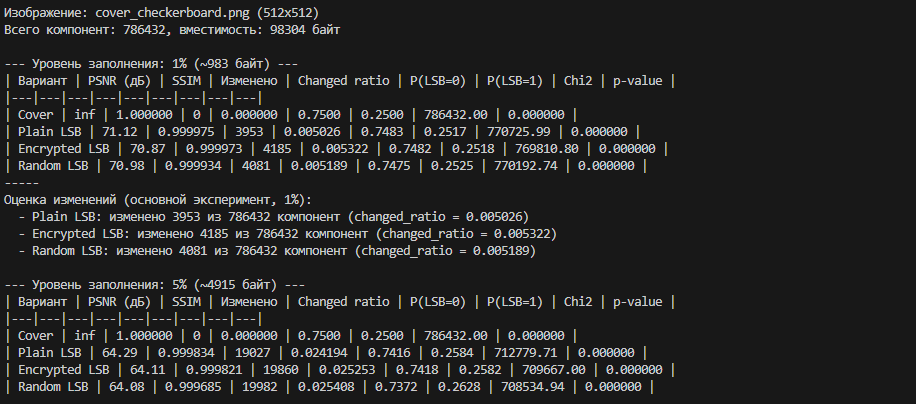 Изображение: cover_checkerboard.png (512x512)
Всего компонент: 786432, вместимость: 98304 байт
--- Уровень заполнения: 1% (~983 байт) ---
| Вариант | PSNR (дБ) | SSIM | Изменено | Changed ratio | P(LSB=0) | P(LSB=1) | Chi2 | p-value |
|---|---|---|---|---|---|---|---|---|
| Cover | inf | 1.000000 | 0 | 0.000000 | 0.7500 | 0.2500 | 786432.00 | 0.000000 |
| Plain LSB | 71.12 | 0.999975 | 3953 | 0.005026 | 0.7483 | 0.2517 | 770725.99 | 0.000000 |
| Encrypted LSB | 70.87 | 0.999973 | 4185 | 0.005322 | 0.7482 | 0.2518 | 769810.80 | 0.000000 |
| Random LSB | 70.98 | 0.999934 | 4081 | 0.005189 | 0.7475 | 0.2525 | 770192.74 | 0.000000 |
-----
Оценка изменений (основной эксперимент, 1%):
- Plain LSB: изменено 3953 из 786432 компонент (changed_ratio = 0.005026)
- Encrypted LSB: изменено 4185 из 786432 компонент (changed_ratio = 0.005322)
- Random LSB: изменено 4081 из 786432 компонент (changed_ratio = 0.005189)
--- Уровень заполнения: 5% (~4915 байт) ---
| Вариант | PSNR (дБ) | SSIM | Изменено | Changed ratio | P(LSB=0) | P(LSB=1) | Chi2 | p-value |
|---|---|---|---|---|---|---|---|---|
| Cover | inf | 1.000000 | 0 | 0.000000 | 0.7500 | 0.2500 | 786432.00 | 0.000000 |
| Plain LSB | 64.29 | 0.999834 | 19027 | 0.024194 | 0.7416 | 0.2584 | 712779.71 | 0.000000 |
| Encrypted LSB | 64.11 | 0.999821 | 19860 | 0.025253 | 0.7418 | 0.2582 | 709667.00 | 0.000000 |
| Random LSB | 64.08 | 0.999685 | 19982 | 0.025408 | 0.7372 | 0.2628 | 708534.94 | 0.000000 |